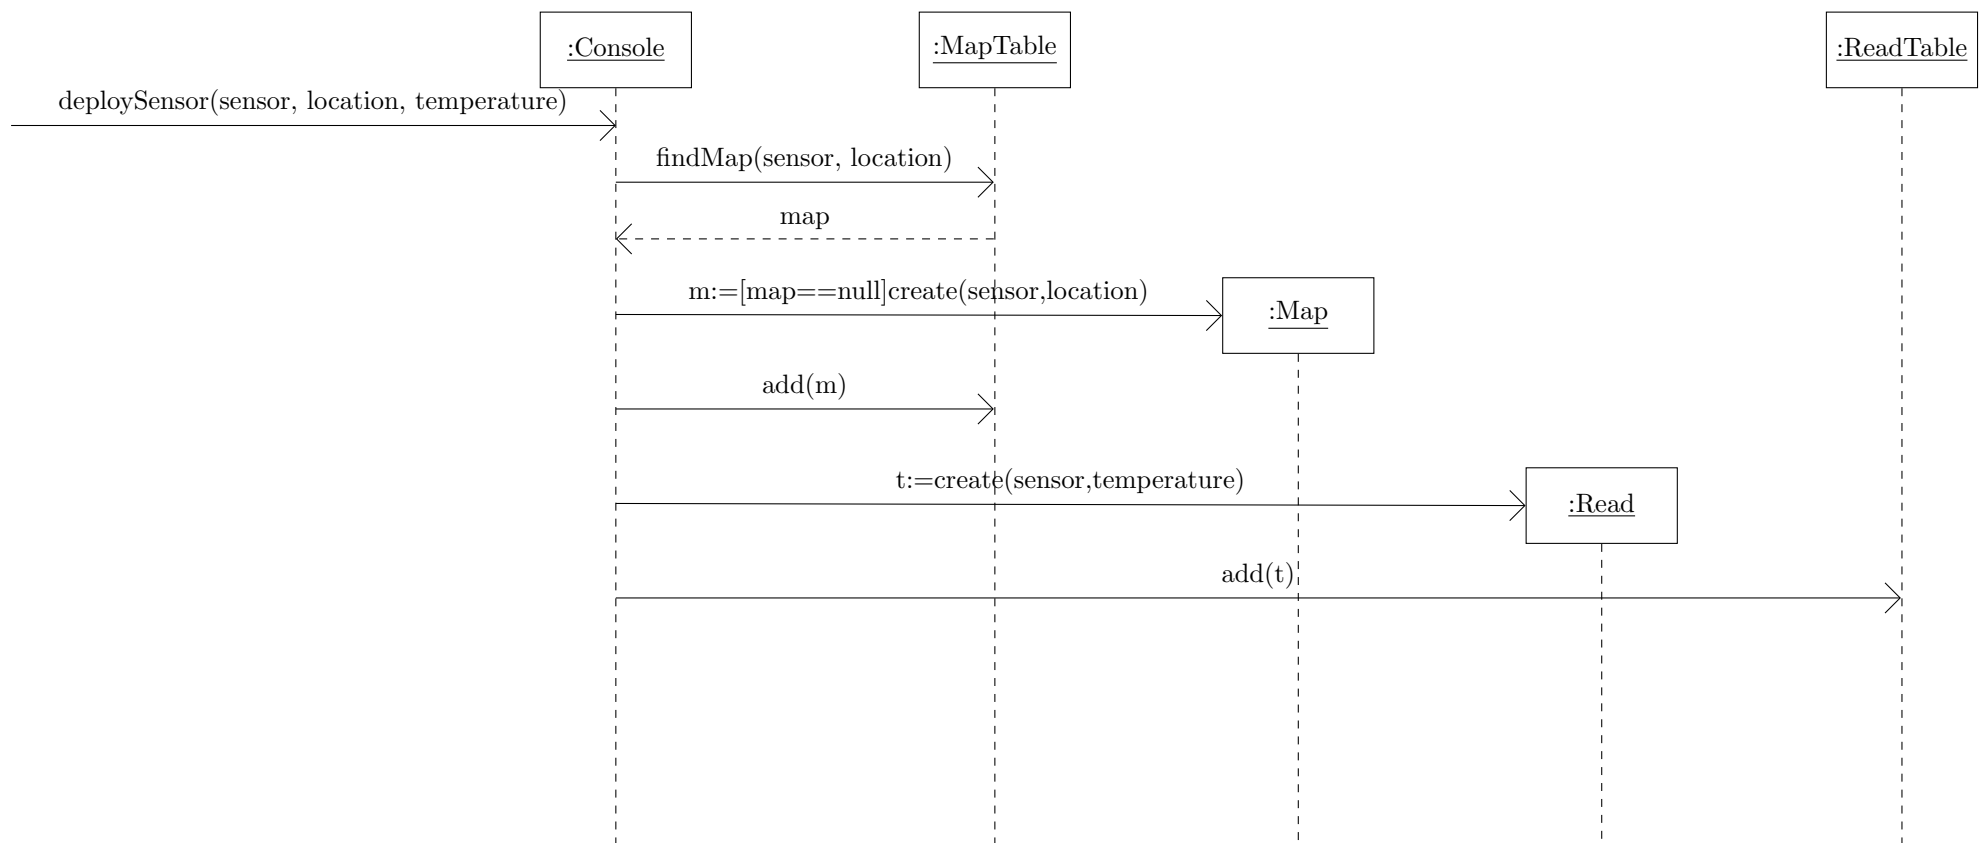 :Console
:MapTable
:ReadTable
deploySensor(sensor, location, temperature)
findMap(sensor, location)
map
m:=[map==null]create(sensor,location)
:Map
add(m)
t:=create(sensor,temperature)
:Read
add(t)